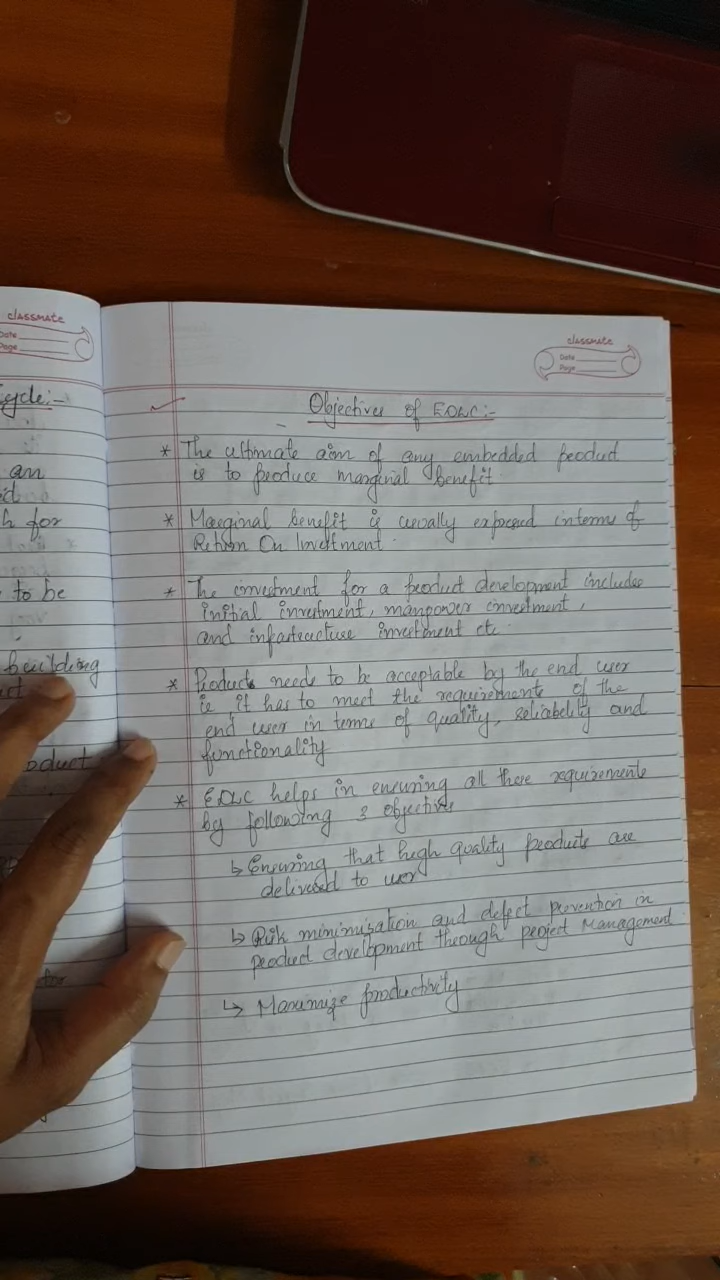 classmate
Date
Page
cycle:-
an
h for
to be
building
oduct
for
classmate
Date
Page
Objectives of EDLC:-
* The ultimate aim of any embedded product
is to produce marginal benefit.
* Marginal benefit is usually expressed interms of
Return On Investment.
* The investment for a product development includes
initial investment, manpower investment,
and infrastructure investment etc.
* Products needs to be acceptable by the end user
ie it has to meet the requirements of the
end user in terms of quality, reliability and
functionality
* EDLC helps in ensuring all these requirements
by following 3 objectives
↳ Ensuring that high quality products are
delivered to user
↳ Risk minimisation and defect prevention in
product development through project Management
↳ Maximize productivity